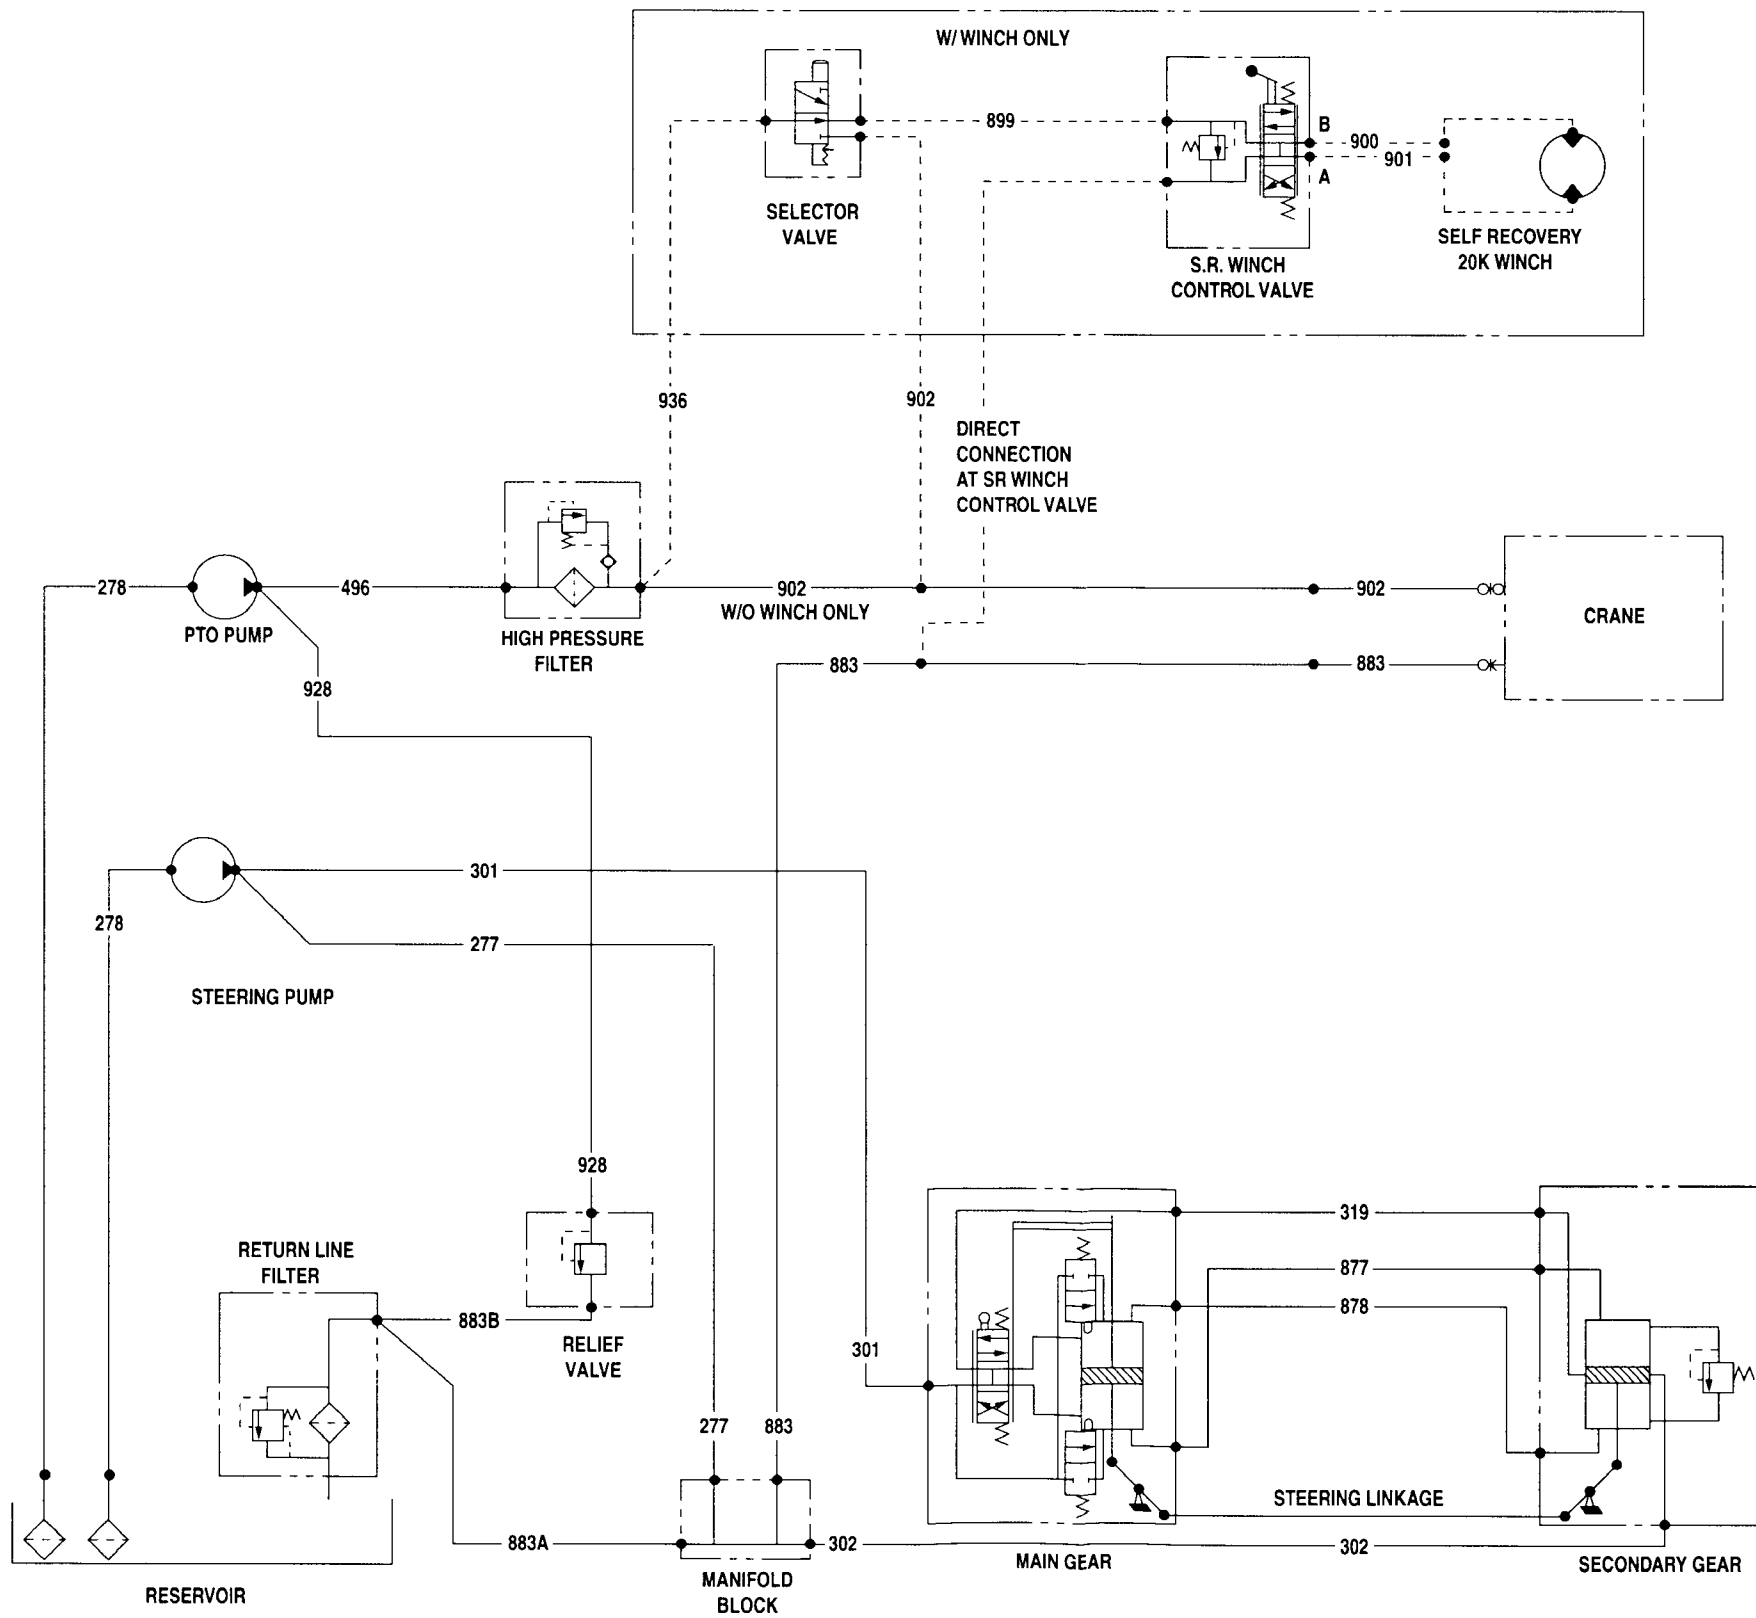 W/ WINCH ONLY
899
B
900
901
A
SELECTOR
VALVE
SELF RECOVERY
20K WINCH
S.R. WINCH
CONTROL VALVE
936
902
DIRECT
CONNECTION
AT SR WINCH
CONTROL VALVE
278
496
902
902
W/O WINCH ONLY
CRANE
PTO PUMP
HIGH PRESSURE
FILTER
883
883
928
301
278
277
STEERING PUMP
928
319
RETURN LINE
FILTER
877
878
883B
RELIEF
VALVE
301
277
883
STEERING LINKAGE
883A
302
302
MAIN GEAR
SECONDARY GEAR
MANIFOLD
BLOCK
RESERVOIR